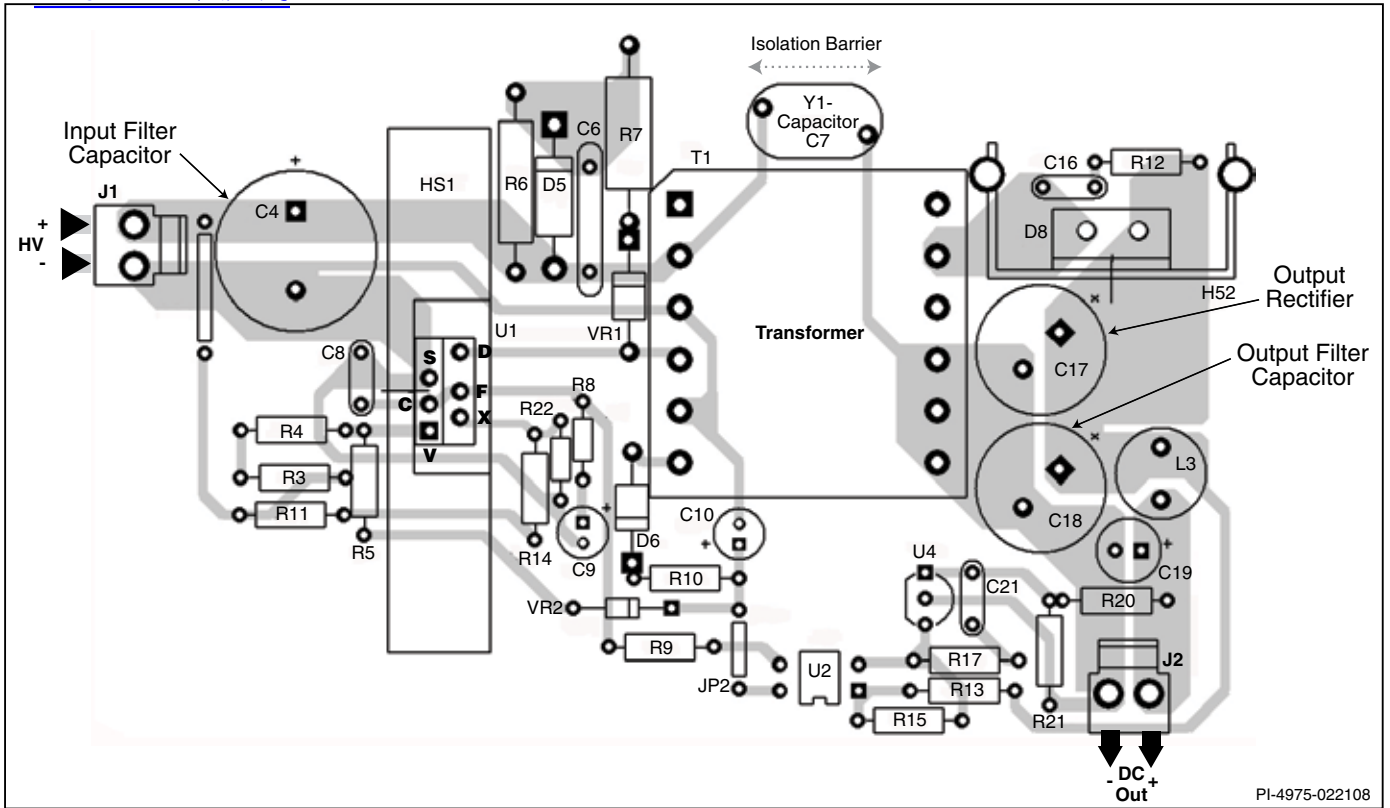 Isolation Barrier
Y1-
Capacitor
C7
Input Filter
Capacitor
+
J1
+
HV
-
C4
HS1
R6
D5
C6
R7
T1
C16
R12
D8
H52
Output
Rectifier
x
C17
Output Filter
Capacitor
x
C18
L3
Transformer
VR1
U1
S
D
C
F
X
V
C8
R4
R3
R11
R5
R22
R8
R14
+
C9
D6
C10
+
R10
VR2
R9
JP2
U2
U4
C21
R17
R13
R15
R21
R20
+
C19
J2
- DC +
Out
PI-4975-022108